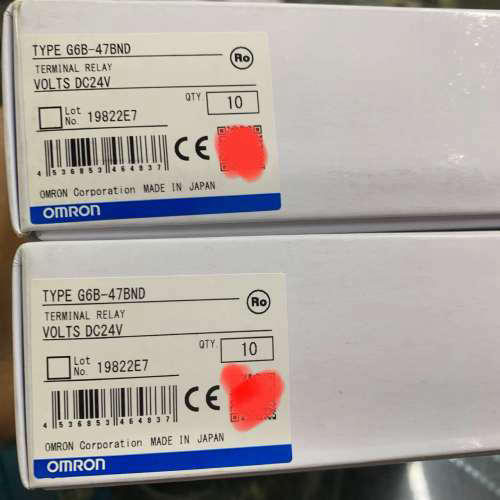 TYPE G6B-47BND
Ro
TERMINAL RELAY
VOLTS DC24V
QTY. 10
Lot No. 19822E7
CE
4 536853 464837
OMRON Corporation MADE IN JAPAN
OMRON
TYPE G6B-47BND
Ro
TERMINAL RELAY
VOLTS DC24V
QTY. 10
Lot No. 19822E7
CE
4 536853 464837
OMRON Corporation MADE IN JAPAN
OMRON